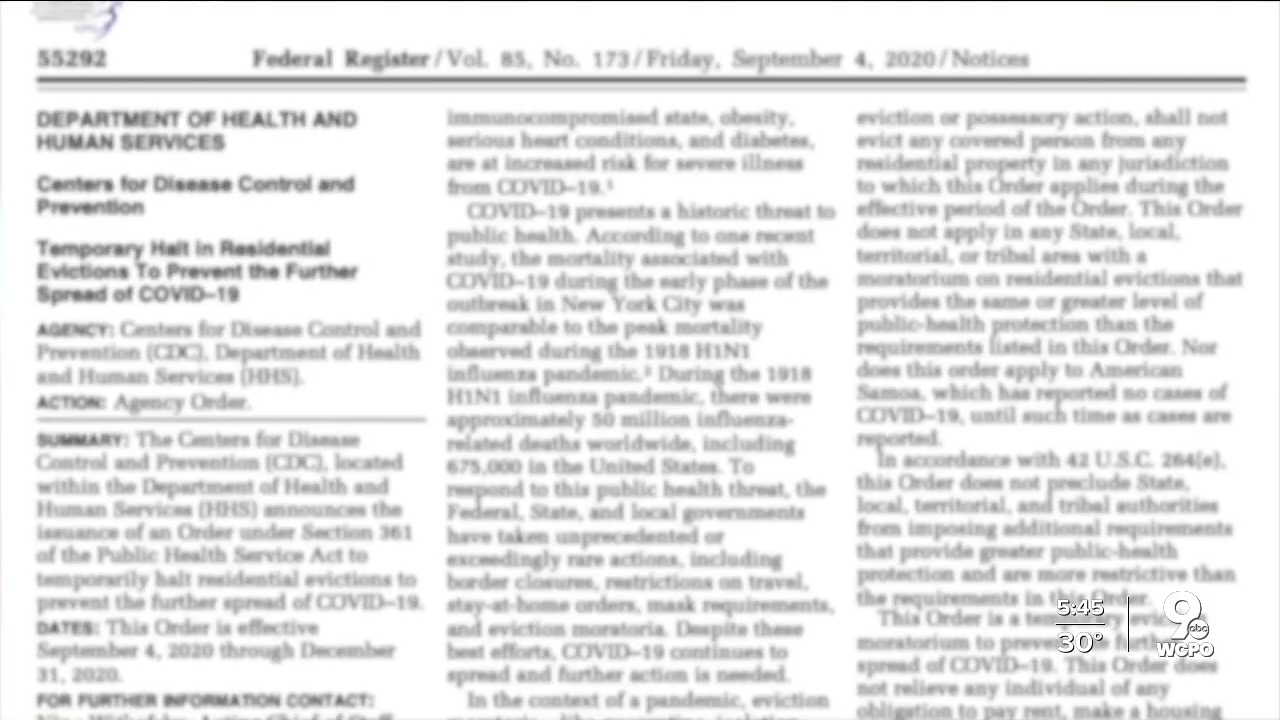 55292 Federal Register / Vol. 85, No. 173 / Friday, September 4, 2020 / Notices
DEPARTMENT OF HEALTH AND
HUMAN SERVICES
Centers for Disease Control and
Prevention
Temporary Halt in Residential
Evictions To Prevent the Further
Spread of COVID–19
AGENCY: Centers for Disease Control and
Prevention (CDC), Department of Health
and Human Services (HHS).
ACTION: Agency Order.
SUMMARY: The Centers for Disease
Control and Prevention (CDC), located
within the Department of Health and
Human Services (HHS) announces the
issuance of an Order under Section 361
of the Public Health Service Act to
temporarily halt residential evictions to
prevent the further spread of COVID–19.
DATES: This Order is effective
September 4, 2020 through December
31, 2020.
FOR FURTHER INFORMATION CONTACT:
immunocompromised state, obesity,
serious heart conditions, and diabetes,
are at increased risk for severe illness
from COVID–19.1
COVID–19 presents a historic threat to
public health. According to one recent
study, the mortality associated with
COVID–19 during the early phase of the
outbreak in New York City was
comparable to the peak mortality
observed during the 1918 H1N1
influenza pandemic.2 During the 1918
H1N1 influenza pandemic, there were
approximately 50 million influenza-
related deaths worldwide, including
675,000 in the United States. To
respond to this public health threat, the
Federal, State, and local governments
have taken unprecedented or
exceedingly rare actions, including
border closures, restrictions on travel,
stay-at-home orders, mask requirements,
and eviction moratoria. Despite these
best efforts, COVID–19 continues to
spread and further action is needed.
In the context of a pandemic, eviction
eviction or possessory action, shall not
evict any covered person from any
residential property in any jurisdiction
to which this Order applies during the
effective period of the Order. This Order
does not apply in any State, local,
territorial, or tribal area with a
moratorium on residential evictions that
provides the same or greater level of
public-health protection than the
requirements listed in this Order. Nor
does this order apply to American
Samoa, which has reported no cases of
COVID–19, until such time as cases are
reported.
In accordance with 42 U.S.C. 264(e),
this Order does not preclude State,
local, territorial, and tribal authorities
from imposing additional requirements
that provide greater public-health
protection and are more restrictive than
the requirements in this Order.
This Order is a
moratorium to
spread of COVID–19. This Order does
not relieve any individual of any
obligation to pay rent, make a housing
5:45
30°
9
abc
WCPO